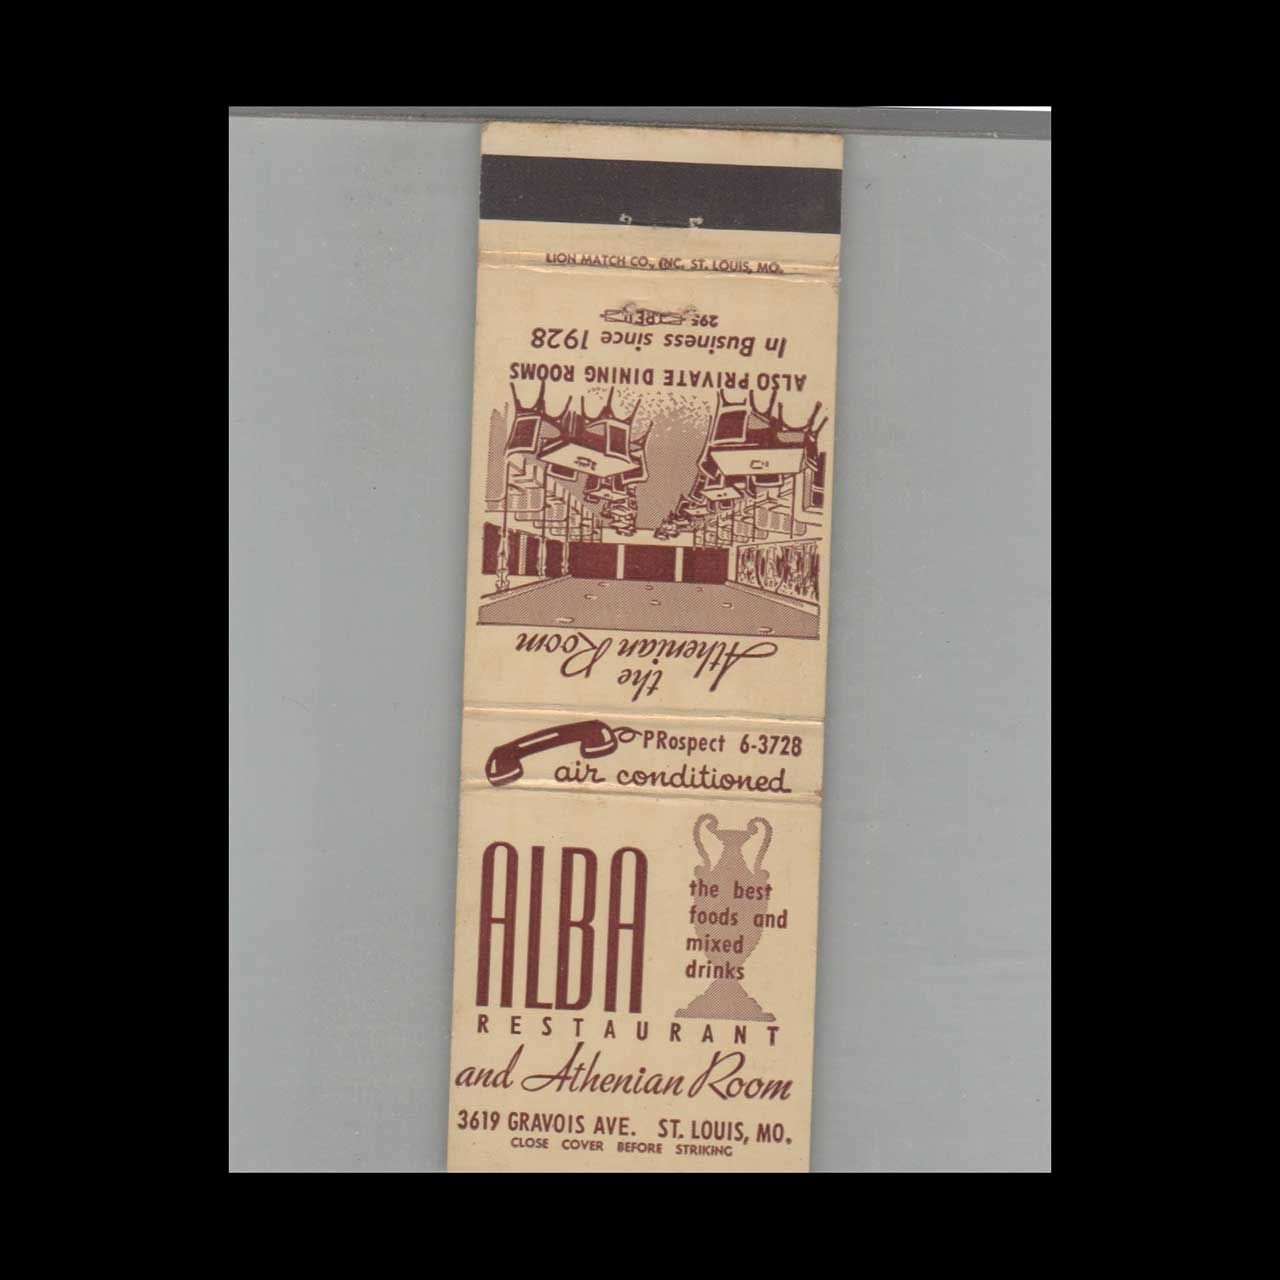 LION MATCH CO., INC. ST. LOUIS, MO.
the
Athenian Room
ALSO PRIVATE DINING ROOMS
In Business since 1928
295
PRospect 6-3728
air conditioned
ALBA
the best
foods and
mixed
drinks
RESTAURANT
and Athenian Room
3619 GRAVOIS AVE. ST. LOUIS, MO.
CLOSE COVER BEFORE STRIKING